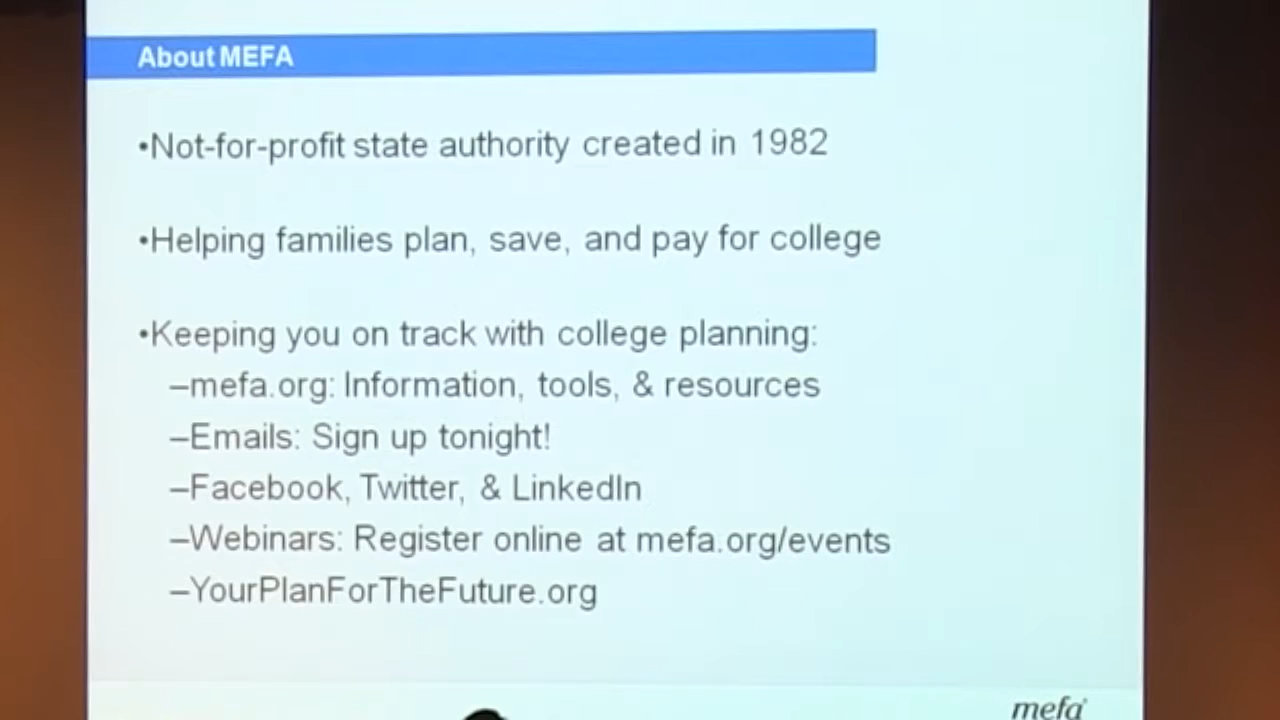 About MEFA
•Not-for-profit state authority created in 1982
•Helping families plan, save, and pay for college
•Keeping you on track with college planning:
–mefa.org: Information, tools, & resources
–Emails: Sign up tonight!
–Facebook, Twitter, & LinkedIn
–Webinars: Register online at mefa.org/events
–YourPlanForTheFuture.org
mefa